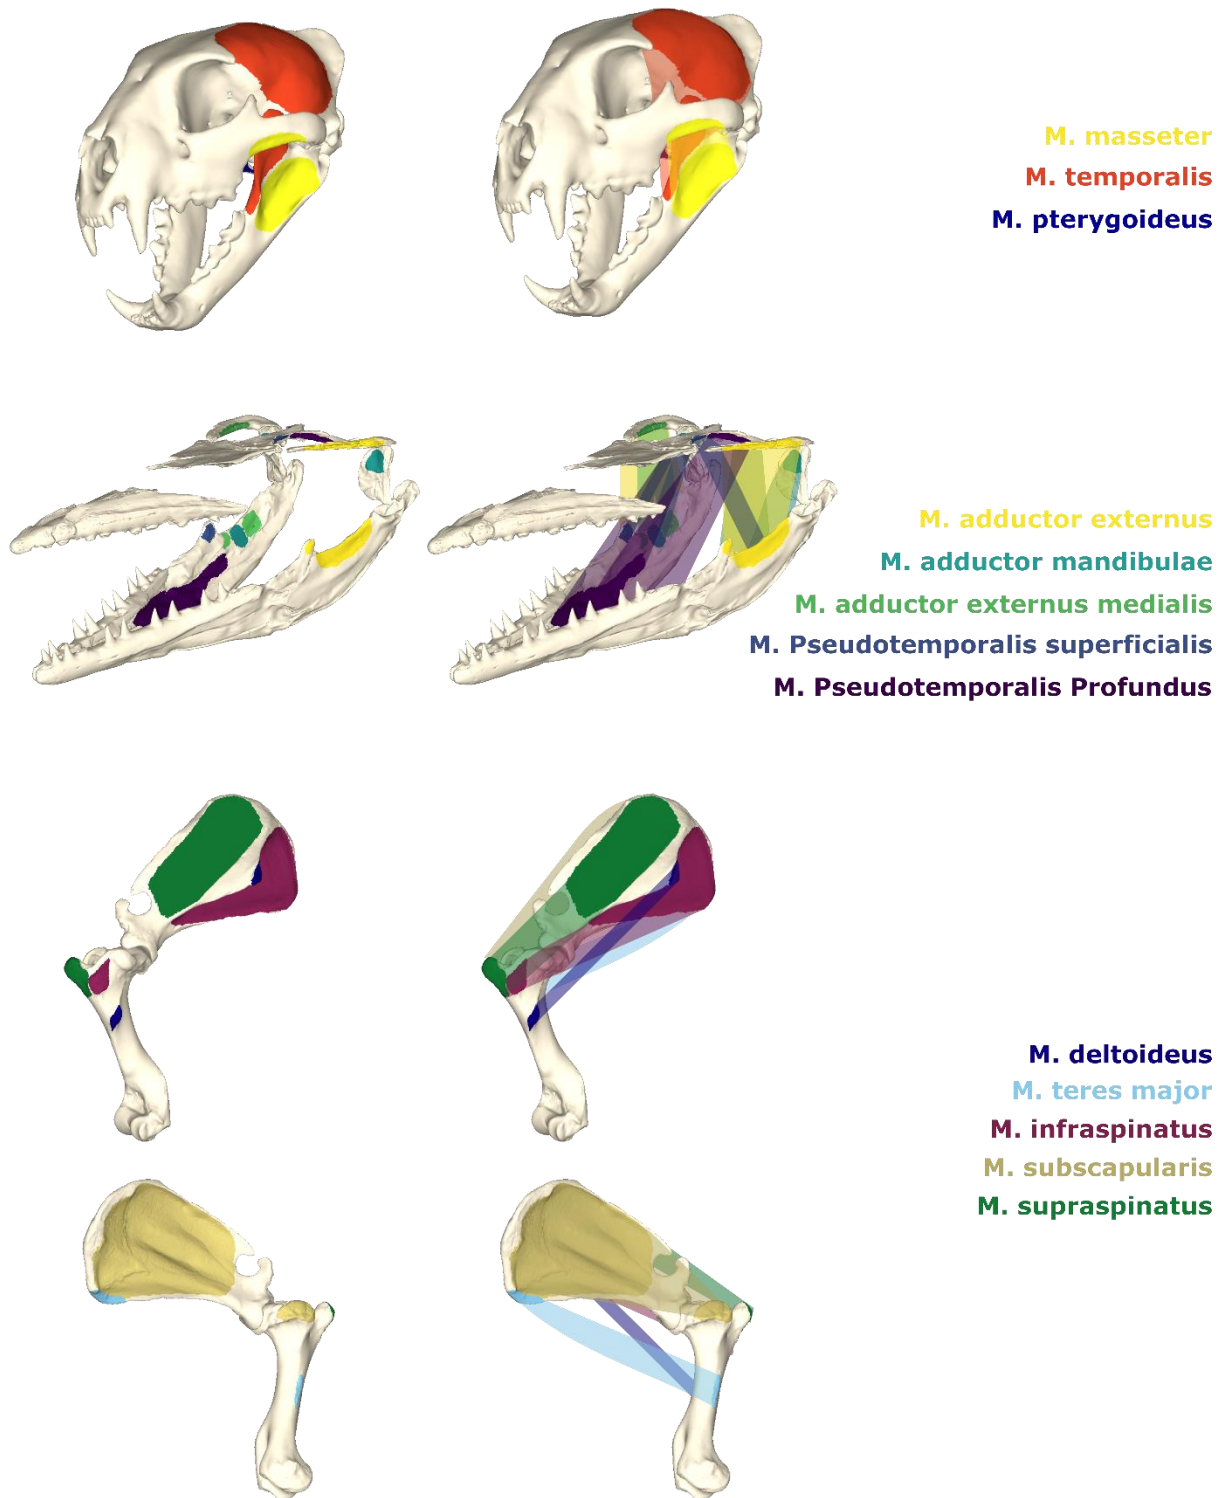 M. masseter
M. temporalis
M. pterygoideus
M. adductor externus
M. adductor mandibulae
M. adductor externus medialis
M. Pseudotemporalis superficialis
M. Pseudotemporalis Profundus
M. deltoideus
M. teres major
M. infraspinatus
M. subscapularis
M. supraspinatus